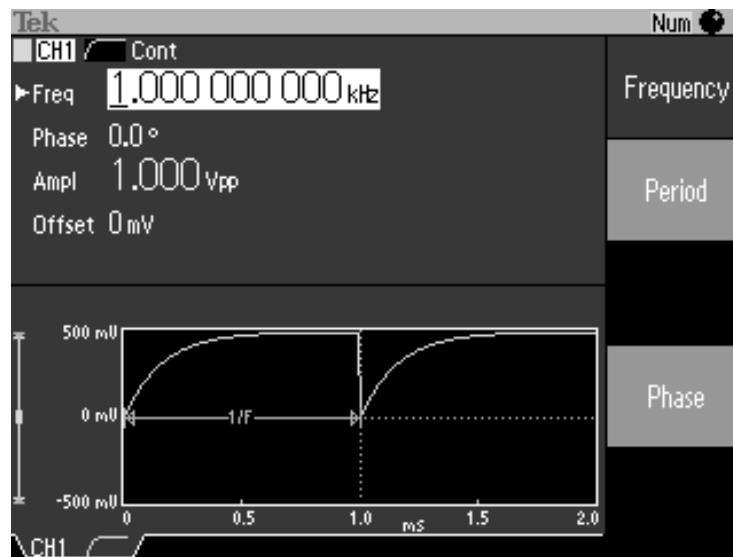 Tek
Num
CH1 Cont
Freq 1.000 000 000 kHz
Frequency
Phase 0.0 °
Ampl 1.000 Vpp
Period
Offset 0 mV
500 mV
0 mV
1/F
Phase
-500 mV
0 0.5 1.0 ms 1.5 2.0
CH1